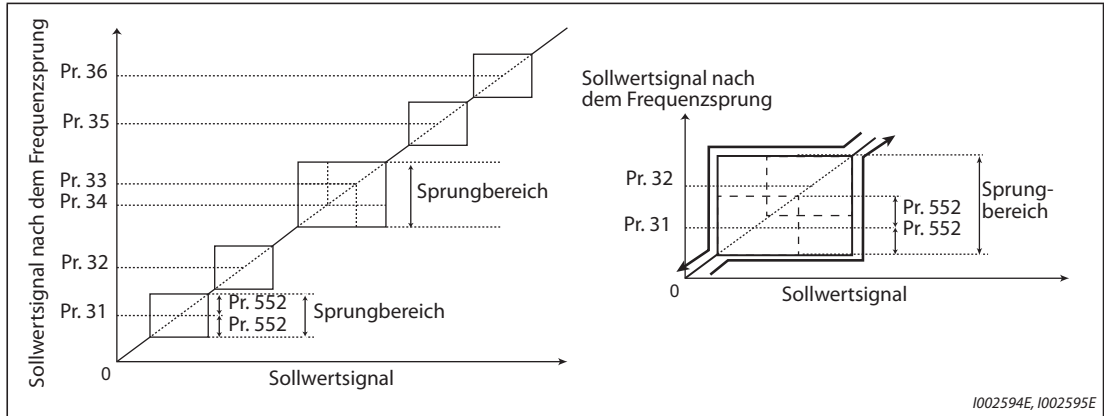 Sollwertsignal nach dem Frequenzsprung
Pr. 36
Pr. 35
Pr. 33
Pr. 34
Pr. 32
Pr. 31
0
Sprungbereich
Pr. 552
Pr. 552
Sprungbereich
Sollwertsignal
Sollwertsignal nach
dem Frequenzsprung
Pr. 32
Pr. 31
0
Pr. 552
Pr. 552
Sprung-
bereich
Sollwertsignal
I002594E, I002595E